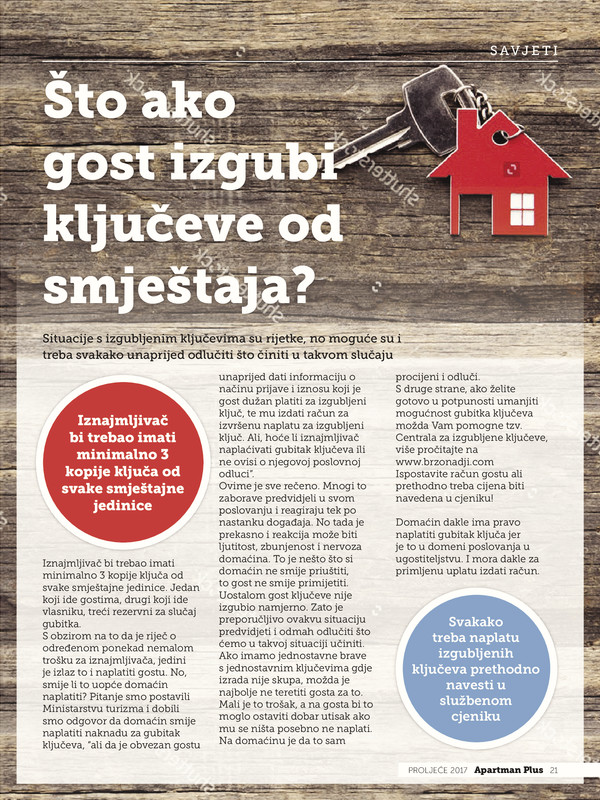 SAVJETI
Što ako
gost izgubi
ključeve od
smještaja?
Situacije s izgubljenim ključevima su rijetke, no moguće su i
treba svakako unaprijed odlučiti što činiti u takvom slučaju
Iznajmljivač
bi trebao imati
minimalno 3
kopije ključa od
svake smještajne
jedinice
Iznajmljivač bi trebao imati
minimalno 3 kopije ključa od
svake smještajne jedinice. Jedan
koji ide gostima, drugi koji ide
vlasniku, treći rezervni za slučaj
gubitka.
S obzirom na to da je riječ o
određenom ponekad nemalom
trošku za iznajmljivača, jedini
je izlaz to i naplatiti gostu. No,
smije li to uopće domaćin
naplatiti? Pitanje smo postavili
Ministarstvu turizma i dobili
smo odgovor da domaćin smije
naplatiti naknadu za gubitak
ključeva, “ali da je obvezan gostu
unaprijed dati informaciju o
načinu prijave i iznosu koji je
gost dužan platiti za izgubljeni
ključ, te mu izdati račun za
izvršenu naplatu za izgubljeni
ključ. Ali, hoće li iznajmljivač
naplaćivati gubitak ključeva ili
ne ovisi o njegovoj poslovnoj
odluci”.
Ovime je sve rečeno. Mnogi to
zaborave predvidjeli u svom
poslovanju i reagiraju tek po
nastanku događaja. No tada je
prekasno i reakcija može biti
ljutitost, zbunjenost i nervoza
domaćina. To je nešto što si
domaćin ne smije priuštiti,
to gost ne smije primijetiti.
Uostalom gost ključeve nije
izgubio namjerno. Zato je
preporučljivo ovakvu situaciju
predvidjeti i odmah odlučiti što
ćemo u takvoj situaciji učiniti.
Ako imamo jednostavne brave
s jednostavnim ključevima gdje
izrada nije skupa, možda je
najbolje ne teretiti gosta za to.
Mali je to trošak, a na gosta bi to
moglo ostaviti dobar utisak ako
mu se ništa posebno ne naplati.
Na domaćinu je da to sam
procijeni i odluči.
S druge strane, ako želite
gotovo u potpunosti umanjiti
mogućnost gubitka ključeva
možda Vam pomogne tzv.
Centrala za izgubljene ključeve,
više pročitajte na
www.brzonadji.com
Ispostavite račun gostu ali
prethodno treba cijena biti
navedena u cjeniku!
Domaćin dakle ima pravo
naplatiti gubitak ključa jer
je to u domeni poslovanja u
ugostiteljstvu. I mora dakle za
primljenu uplatu izdati račun.
Svakako
treba naplatu
izgubljenih
ključeva prethodno
navesti u
službenom
cjeniku
PROLJEĆE 2017 Apartman Plus 21